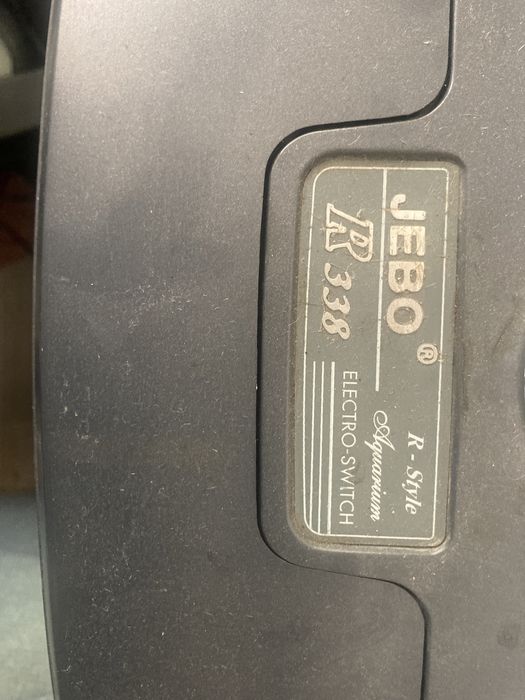 JEBO®
R 338
R - Style
Aquarium
ELECTRO-SWITCH